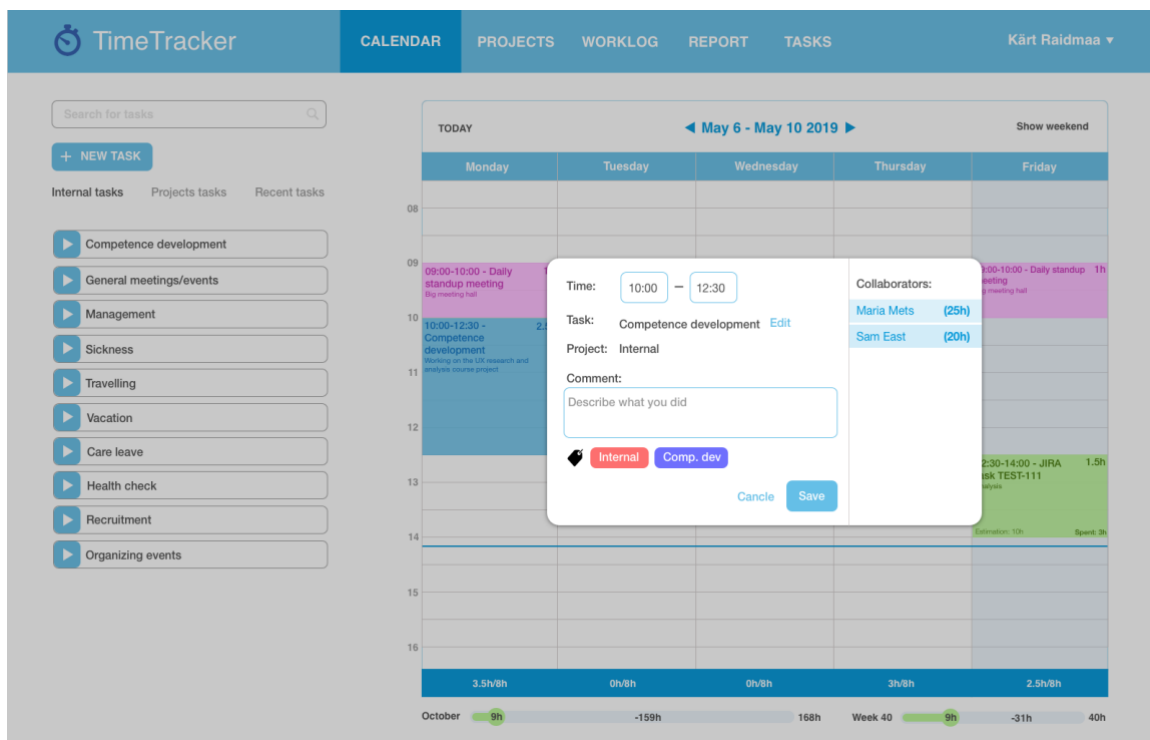 TimeTracker
CALENDAR PROJECTS WORKLOG REPORT TASKS
Kärt Raidmaa
Search for tasks
+ NEW TASK
Internal tasks Projects tasks Recent tasks
Competence development
General meetings/events
Management
Sickness
Travelling
Vacation
Care leave
Health check
Recruitment
Organizing events
TODAY
May 6 - May 10 2019
Show weekend
Monday Tuesday Wednesday Thursday Friday
08
09
10
11
12
13
14
15
16
09:00-10:00 - Daily
standup meeting
Big meeting hall
10:00-12:30 -
Competence
development
Working on the UX research and
analysis course project
Time: 10:00 – 12:30
Task: Competence development Edit
Project: Internal
Comment:
Describe what you did
Internal Comp. dev
Cancle Save
Collaborators:
Maria Mets (25h)
Sam East (20h)
:00-10:00 - Daily standup 1h
eeting
g meeting hall
2:30-14:00 - JIRA 1.5h
ask TEST-111
nalysis
Estimation: 10h Spent: 3h
3.5h/8h 0h/8h 0h/8h 3h/8h 2.5h/8h
October 9h -159h 168h Week 40 9h -31h 40h